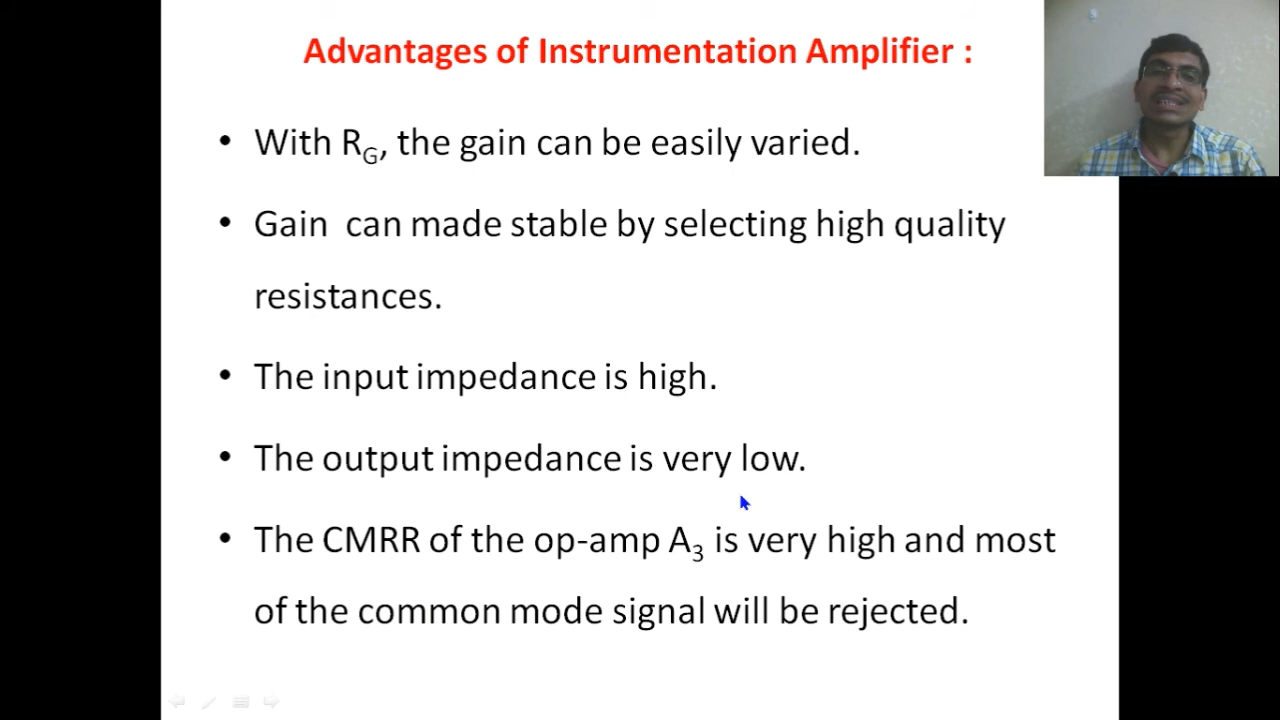 Advantages of Instrumentation Amplifier :
• With RG, the gain can be easily varied.
• Gain can made stable by selecting high quality
resistances.
• The input impedance is high.
• The output impedance is very low.
• The CMRR of the op-amp A3 is very high and most
of the common mode signal will be rejected.